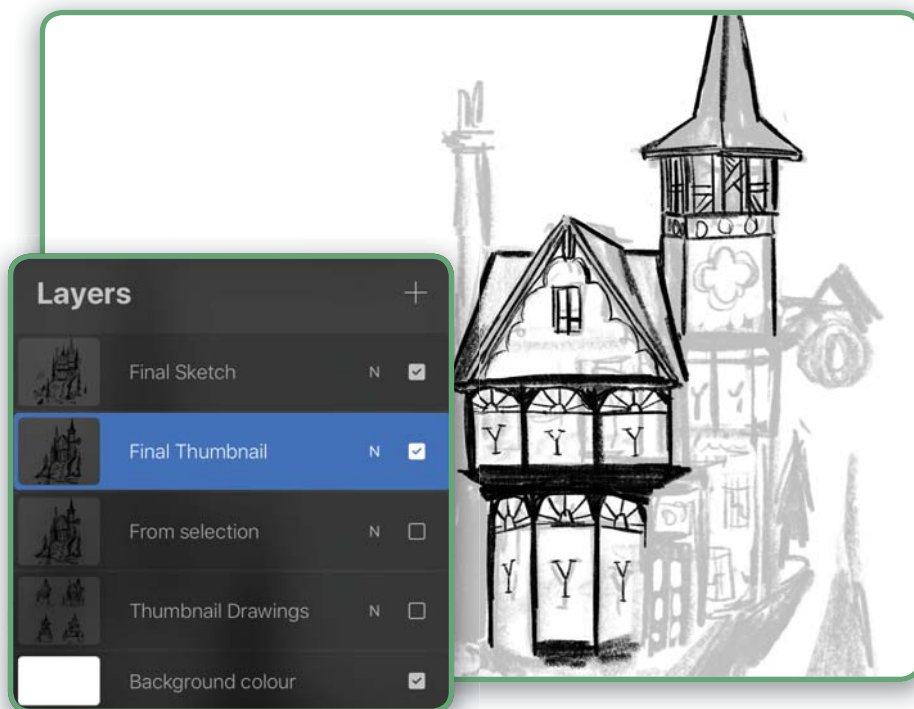 Layers
Final Sketch N
Final Thumbnail N
From selection N
Thumbnail Drawings N
Background colour